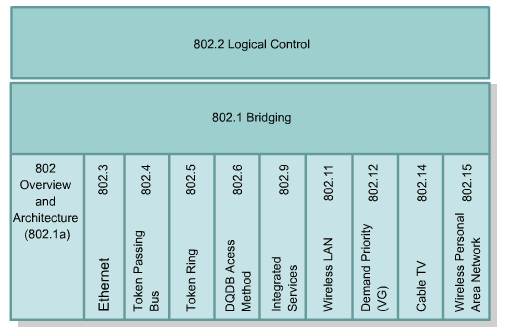 802.2 Logical Control
802.1 Bridging
802
Overview
and
Architecture
(802.1a)
802.3
Ethernet
802.4
Token Passing
Bus
802.5
Token Ring
802.6
DQDB Acess
Method
802.9
Integrated
Services
802.11
Wireless LAN
802.12
Demand Priority
(VG)
802.14
Cable TV
802.15
Wireless Personal
Area Network